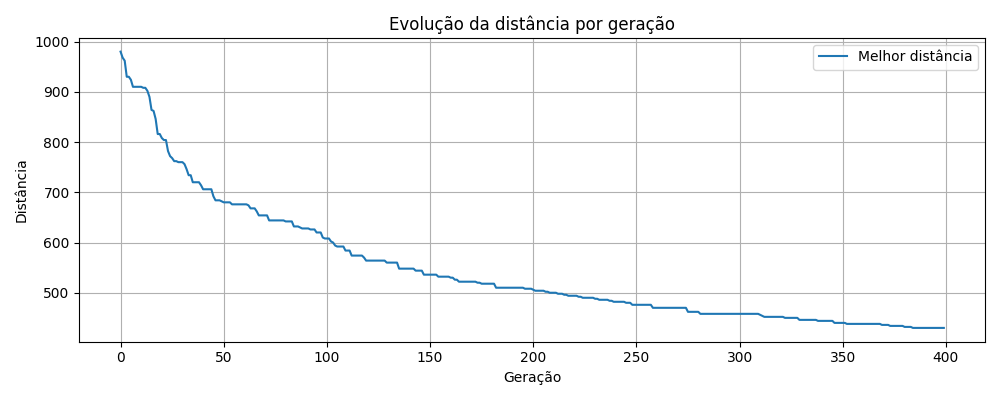 Evolução da distância por geração
Melhor distância
Distância
1000
900
800
700
600
500
0 50 100 150 200 250 300 350 400
Geração